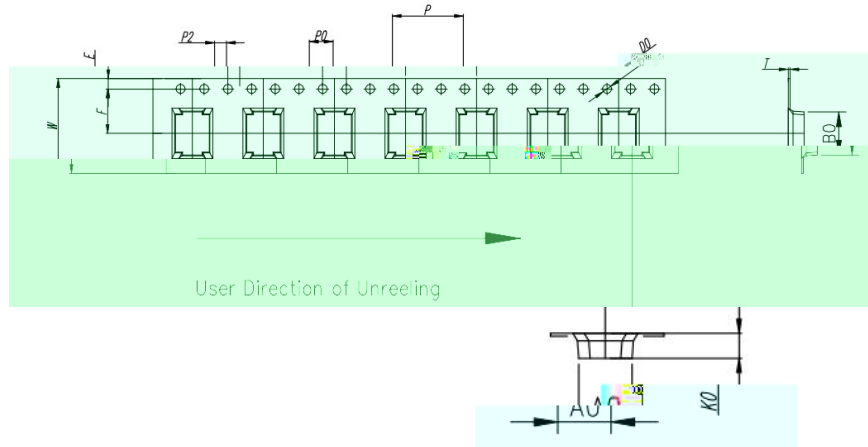 P
P2
P0
D0
E
T
F
W
B0
User Direction of Unreeling
K0
A0